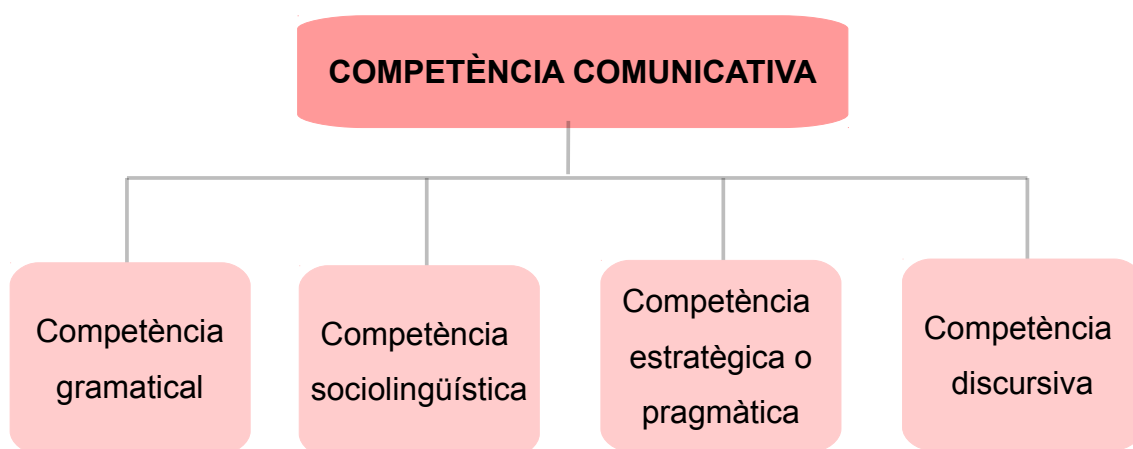 COMPETÈNCIA COMUNICATIVA
Competència
gramatical
Competència
sociolingüística
Competència
estratègica o
pragmàtica
Competència
discursiva